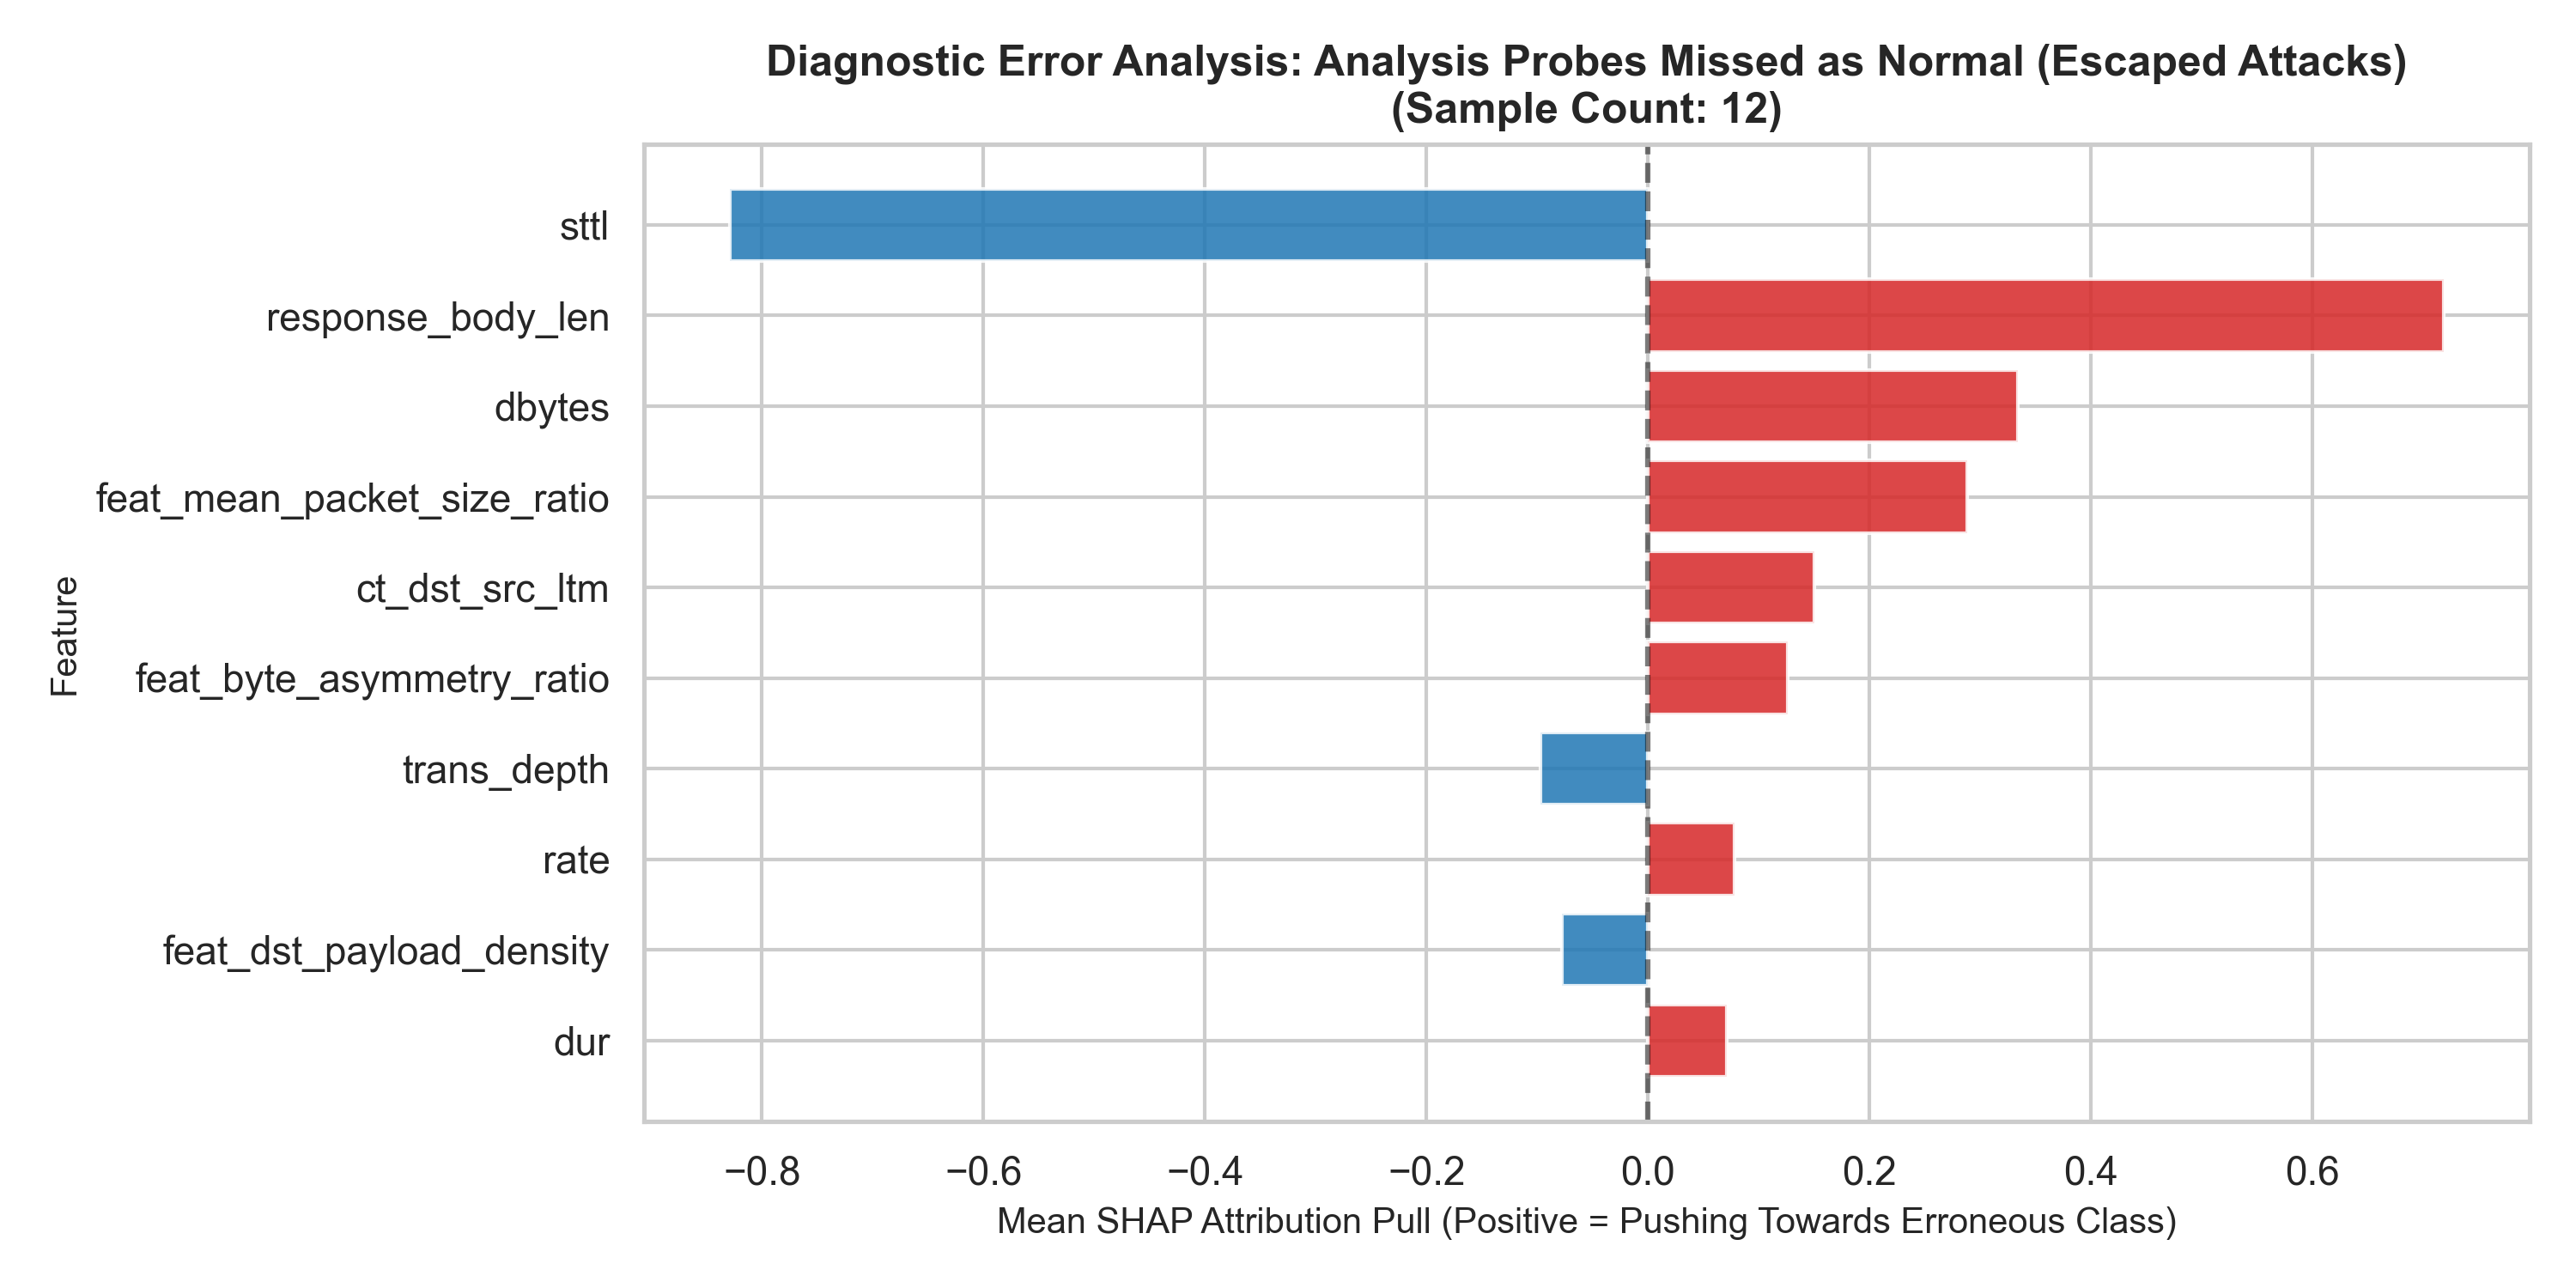 Diagnostic Error Analysis: Analysis Probes Missed as Normal (Escaped Attacks)
(Sample Count: 12)
Feature
sttl
response_body_len
dbytes
feat_mean_packet_size_ratio
ct_dst_src_ltm
feat_byte_asymmetry_ratio
trans_depth
rate
feat_dst_payload_density
dur
−0.8 −0.6 −0.4 −0.2 0.0 0.2 0.4 0.6
Mean SHAP Attribution Pull (Positive = Pushing Towards Erroneous Class)